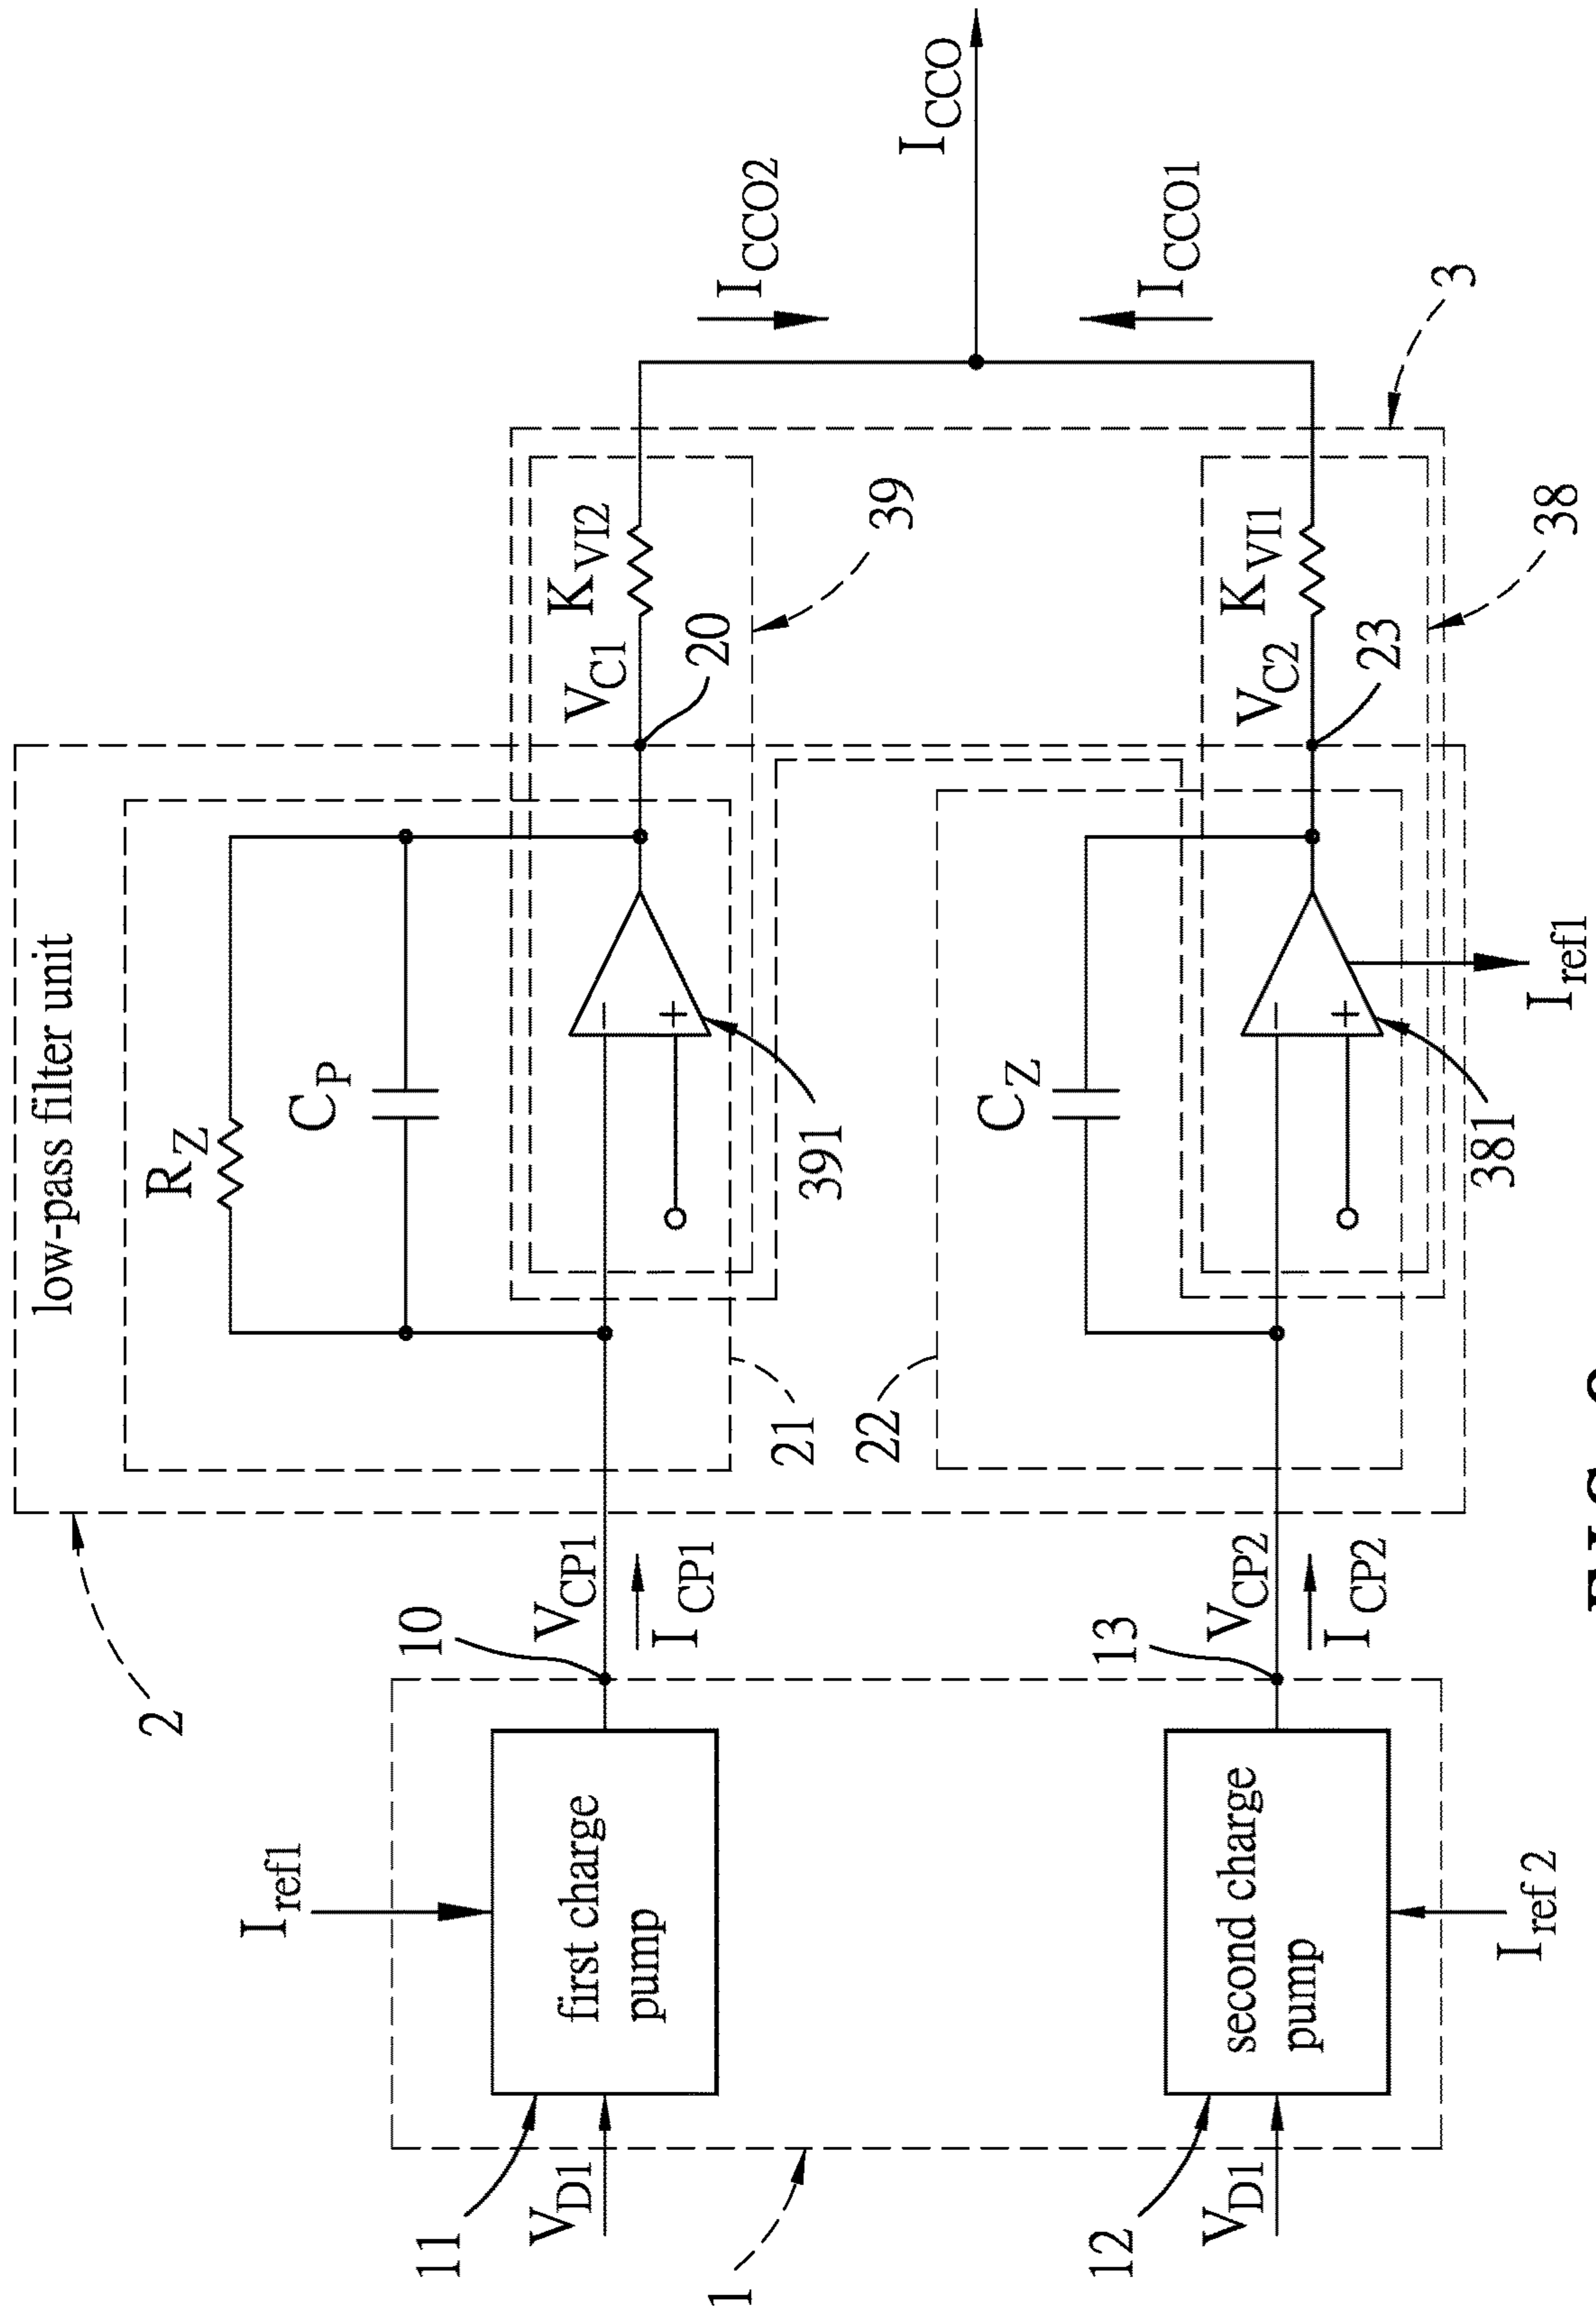 low-pass filter unit
2
R_Z
C_P
391
21
22
C_Z
381
V_C1
20
K_VI2
39
V_C2
23
K_VI1
38
3
I_CCO2
I_CCO
I_CCO1
I_ref1
I_ref1
first charge
pump
10
V_CP1
I_CP1
11
V_D1
1
second charge
pump
13
V_CP2
I_CP2
12
V_D1
I_ref 2